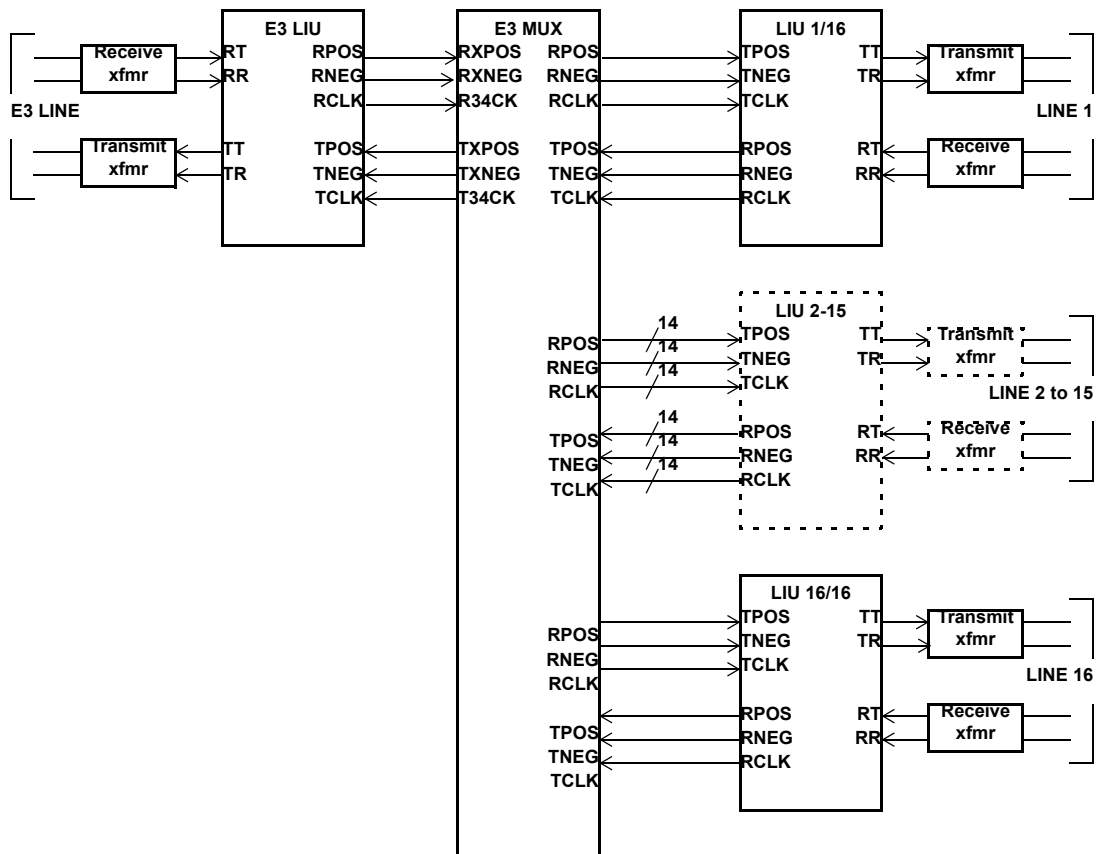 E3 LIU E3 MUX LIU 1/16
Receive xfmr RT RPOS RXPOS RPOS TPOS TT Transmit xfmr
RR RNEG RXNEG RNEG TNEG TR
RCLK R34CK RCLK TCLK
E3 LINE LINE 1
Transmit xfmr TT TPOS TXPOS TPOS RPOS RT Receive xfmr
TR TNEG TXNEG TNEG RNEG RR
TCLK T34CK TCLK RCLK
LIU 2-15
RPOS 14 TPOS TT Transmit xfmr
RNEG 14 TNEG TR
RCLK 14 TCLK
LINE 2 to 15
TPOS 14 RPOS RT Receive xfmr
TNEG 14 RNEG RR
TCLK 14 RCLK
LIU 16/16
RPOS TPOS TT Transmit xfmr
RNEG TNEG TR
RCLK TCLK
LINE 16
TPOS RPOS RT Receive xfmr
TNEG RNEG RR
TCLK RCLK